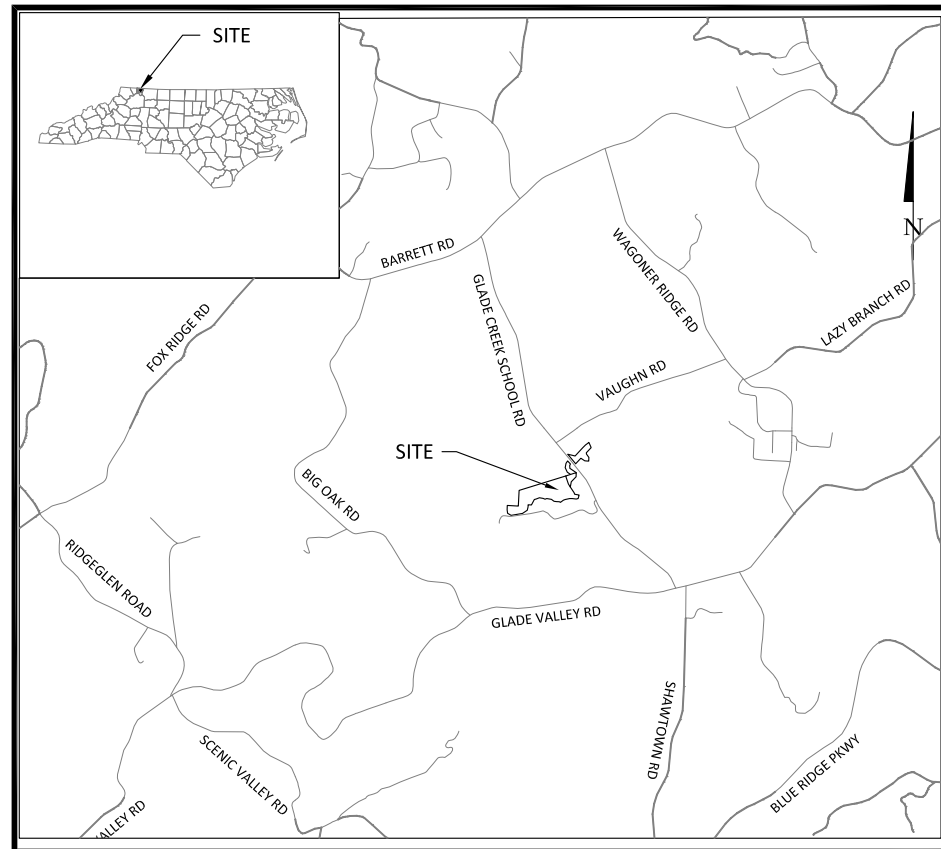 SITE
BARRETT RD
N
WAGONER RIDGE RD
GLADE CREEK SCHOOL RD
LAZY BRANCH RD
FOX RIDGE RD
VAUGHN RD
SITE
BIG OAK RD
RIDGEGLEN ROAD
GLADE VALLEY RD
SHAWTOWN RD
SCENIC VALLEY RD
BLUE RIDGE PKWY
VALLEY RD